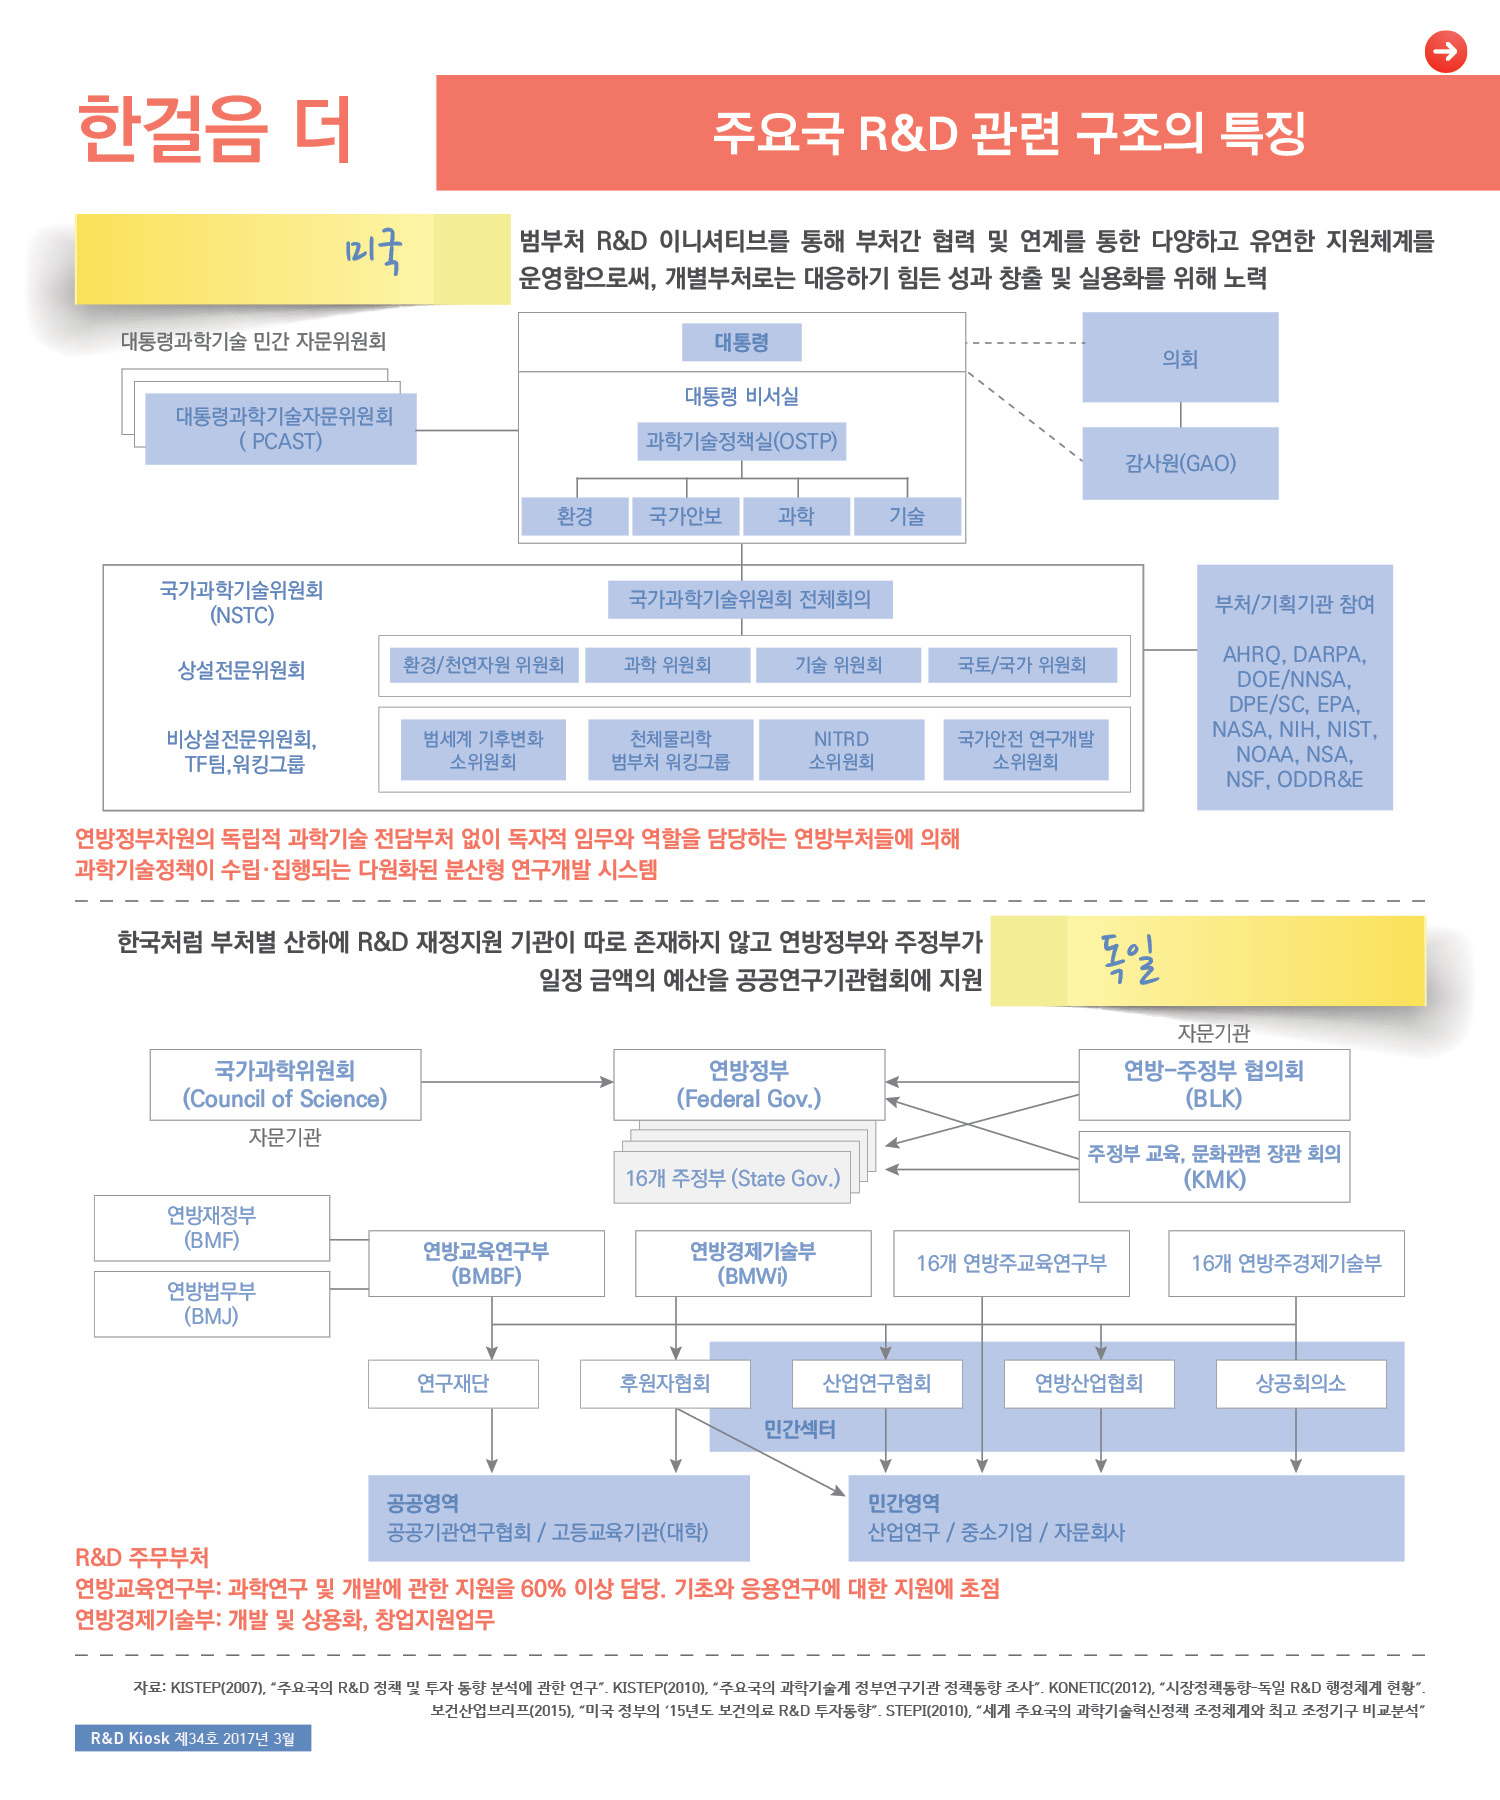 한걸음 더
주요국 R&D 관련 구조의 특징
미국
범부처 R&D 이니셔티브를 통해 부처간 협력 및 연계를 통한 다양하고 유연한 지원체계를
운영함으로써, 개별부처로는 대응하기 힘든 성과 창출 및 실용화를 위해 노력
대통령과학기술 민간 자문위원회
대통령과학기술자문위원회
( PCAST)
대통령
대통령 비서실
과학기술정책실(OSTP)
환경
국가안보
과학
기술
의회
감사원(GAO)
국가과학기술위원회
(NSTC)
국가과학기술위원회 전체회의
상설전문위원회
환경/천연자원 위원회
과학 위원회
기술 위원회
국토/국가 위원회
비상설전문위원회,
TF팀,워킹그룹
범세계 기후변화
소위원회
천체물리학
범부처 워킹그룹
NITRD
소위원회
국가안전 연구개발
소위원회
부처/기획기관 참여
AHRQ, DARPA,
DOE/NNSA,
DPE/SC, EPA,
NASA, NIH, NIST,
NOAA, NSA,
NSF, ODDR&E
연방정부차원의 독립적 과학기술 전담부처 없이 독자적 임무와 역할을 담당하는 연방부처들에 의해
과학기술정책이 수립·집행되는 다원화된 분산형 연구개발 시스템
한국처럼 부처별 산하에 R&D 재정지원 기관이 따로 존재하지 않고 연방정부와 주정부가
일정 금액의 예산을 공공연구기관협회에 지원
독일
자문기관
국가과학위원회
(Council of Science)
자문기관
연방정부
(Federal Gov.)
16개 주정부 (State Gov.)
연방-주정부 협의회
(BLK)
주정부 교육, 문화관련 장관 회의
(KMK)
연방재정부
(BMF)
연방법무부
(BMJ)
연방교육연구부
(BMBF)
연방경제기술부
(BMWi)
16개 연방주교육연구부
16개 연방주경제기술부
연구재단
후원자협회
산업연구협회
연방산업협회
상공회의소
민간섹터
공공영역
공공기관연구협회 / 고등교육기관(대학)
민간영역
산업연구 / 중소기업 / 자문회사
R&D 주무부처
연방교육연구부: 과학연구 및 개발에 관한 지원을 60% 이상 담당. 기초와 응용연구에 대한 지원에 초점
연방경제기술부: 개발 및 상용화, 창업지원업무
자료: KISTEP(2007), “주요국의 R&D 정책 및 투자 동향 분석에 관한 연구”. KISTEP(2010), “주요국의 과학기술계 정부연구기관 정책동향 조사”. KONETIC(2012), “시장정책동향-독일 R&D 행정체계 현황”.
보건산업브리프(2015), “미국 정부의 ‘15년도 보건의료 R&D 투자동향”. STEPI(2010), “세계 주요국의 과학기술혁신정책 조정체계와 최고 조정기구 비교분석”
R&D Kiosk 제34호 2017년 3월